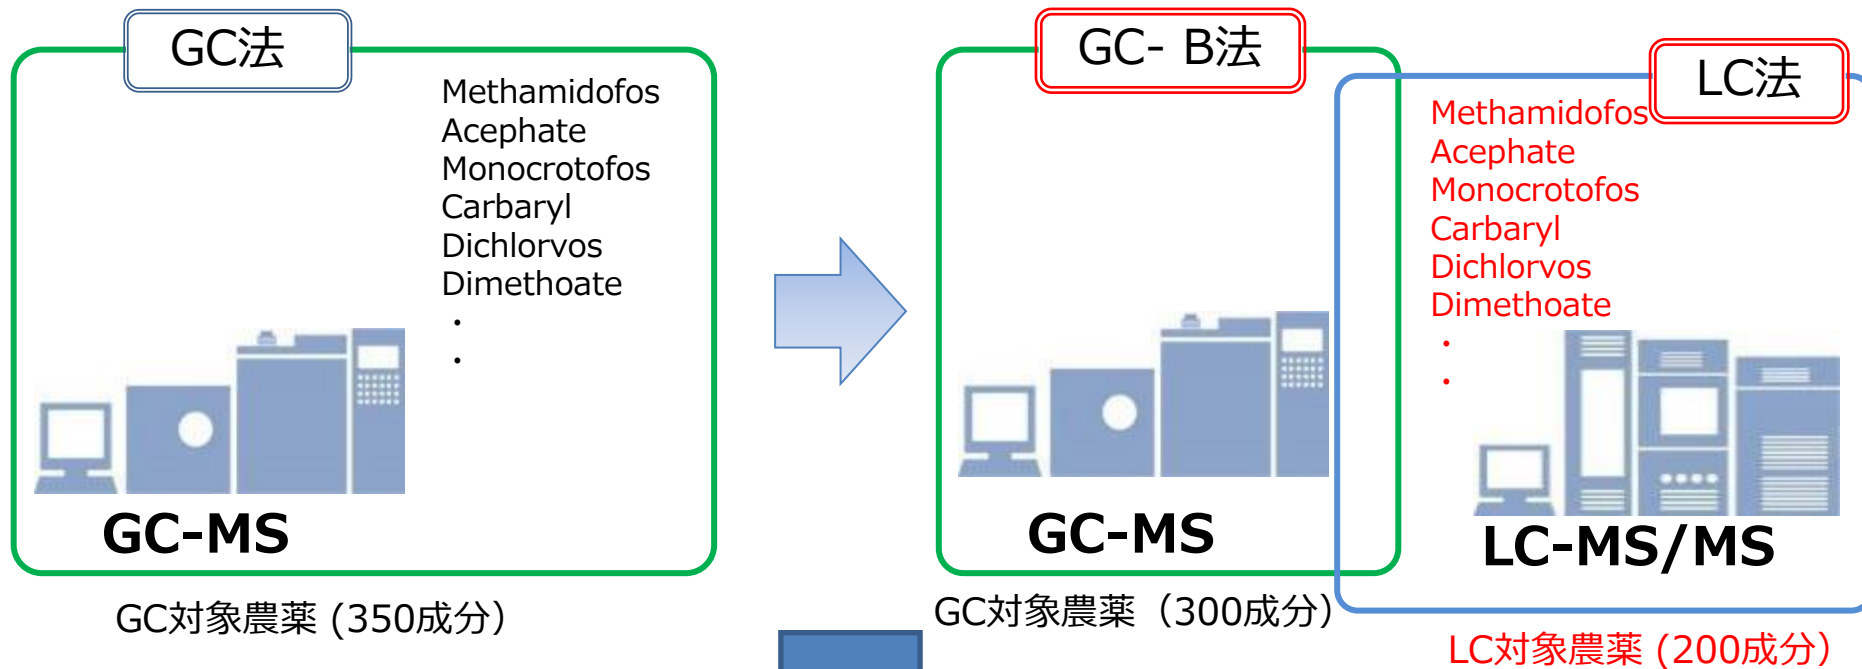 GC法
Methamidofos
Acephate
Monocrotofos
Carbaryl
Dichlorvos
Dimethoate
・
・
GC-MS
GC対象農薬 (350成分）
GC- B法
GC-MS
GC対象農薬（300成分）
LC法
Methamidofos
Acephate
Monocrotofos
Carbaryl
Dichlorvos
Dimethoate
・
・
LC-MS/MS
LC対象農薬 (200成分）